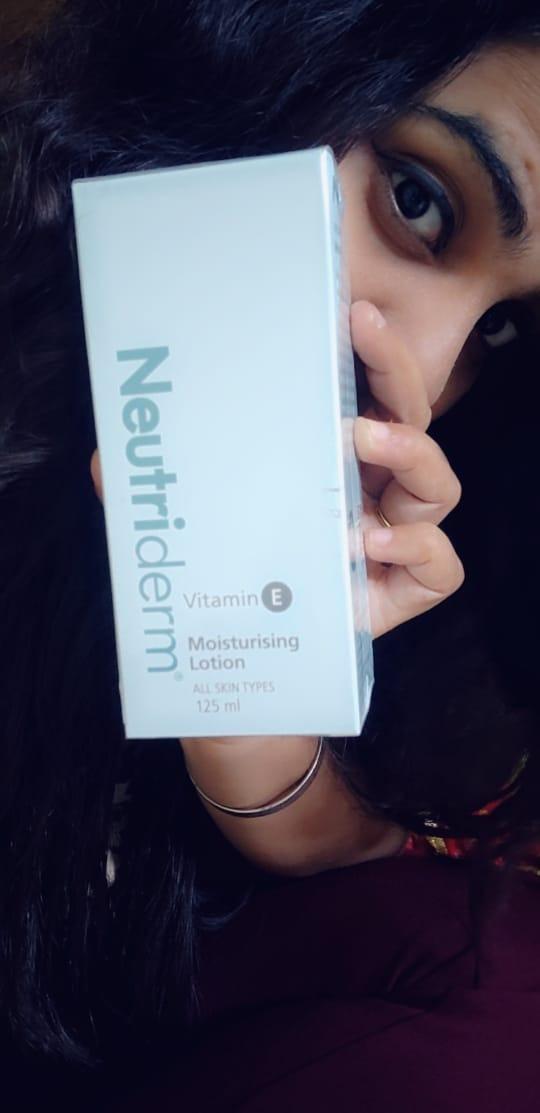 Neutriderm®
Vitamin E
Moisturising
Lotion
ALL SKIN TYPES
125 ml